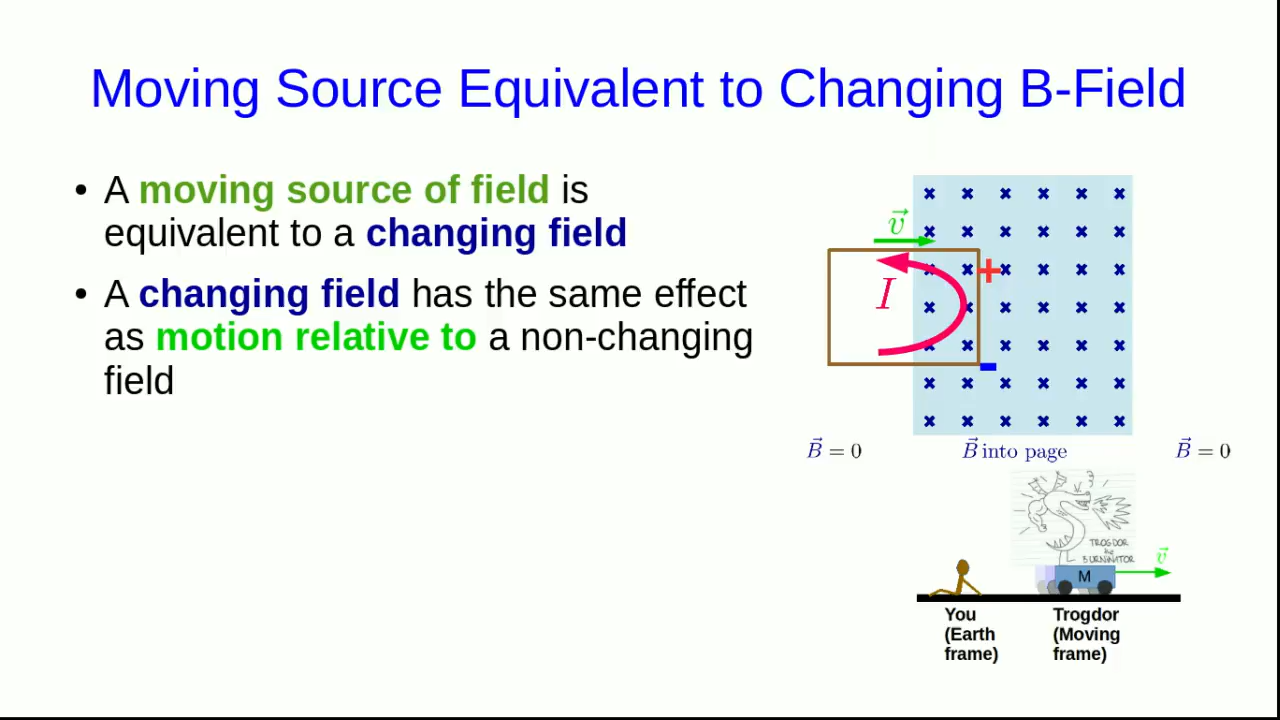 Moving Source Equivalent to Changing B-Field
• A moving source of field is
equivalent to a changing field
• A changing field has the same effect
as motion relative to a non-changing
field
v⃗
+
I
-
B⃗ = 0
B⃗ into page
B⃗ = 0
TROGDOR
the
BURNINATOR
v⃗
M
You
(Earth
frame)
Trogdor
(Moving
frame)